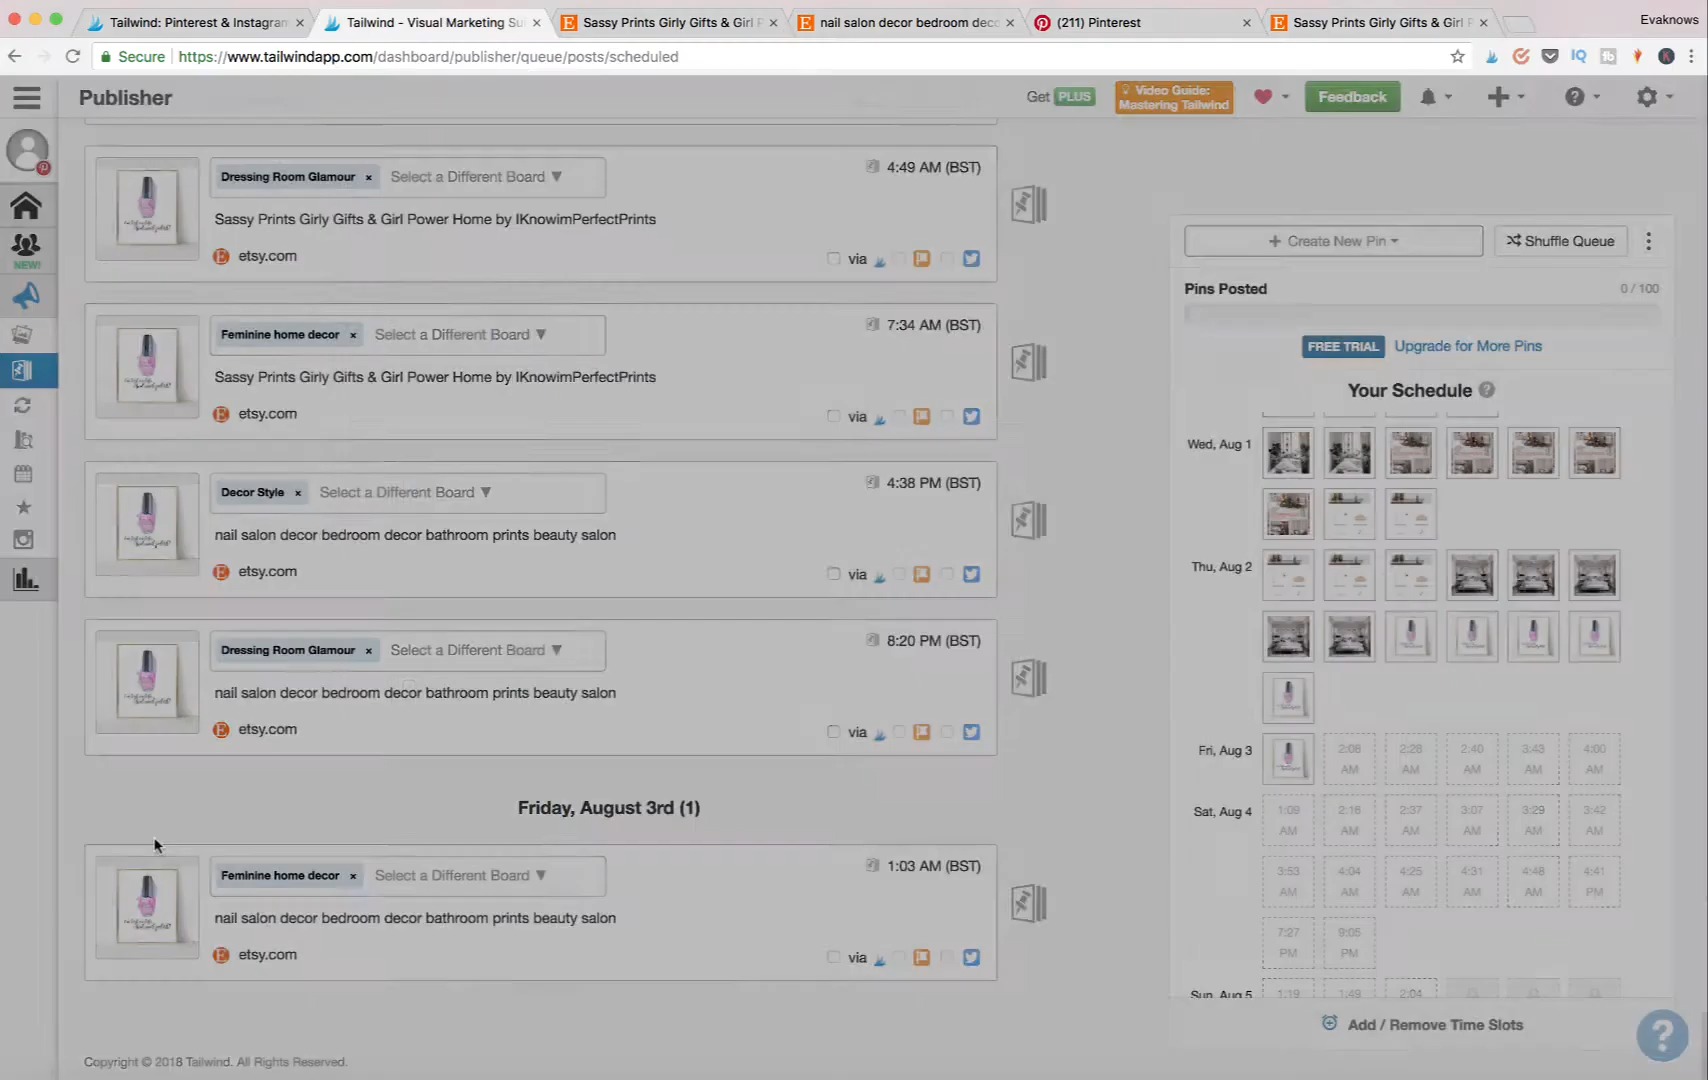 Tailwind: Pinterest & Instagran
Tailwind - Visual Marketing Su
Sassy Prints Girly Gifts & Girl P
nail salon decor bedroom deco
(211) Pinterest
Sassy Prints Girly Gifts & Girl P
Evaknows
Secure
https://www.tailwindapp.com/dashboard/publisher/queue/posts/scheduled
Publisher
Get PLUS
Video Guide:
Mastering Tailwind
Feedback
NEW!
Dressing Room Glamour × Select a Different Board ▼
4:49 AM (BST)
Sassy Prints Girly Gifts & Girl Power Home by IKnowimPerfectPrints
etsy.com
via
Feminine home decor × Select a Different Board ▼
7:34 AM (BST)
Sassy Prints Girly Gifts & Girl Power Home by IKnowimPerfectPrints
etsy.com
via
Decor Style × Select a Different Board ▼
4:38 PM (BST)
nail salon decor bedroom decor bathroom prints beauty salon
etsy.com
via
Dressing Room Glamour × Select a Different Board ▼
8:20 PM (BST)
nail salon decor bedroom decor bathroom prints beauty salon
etsy.com
via
Friday, August 3rd (1)
Feminine home decor × Select a Different Board ▼
1:03 AM (BST)
nail salon decor bedroom decor bathroom prints beauty salon
etsy.com
via
Copyright © 2018 Tailwind. All Rights Reserved.
+ Create New Pin
Shuffle Queue
Pins Posted
0 / 100
FREE TRIAL Upgrade for More Pins
Your Schedule
Wed, Aug 1
Thu, Aug 2
Fri, Aug 3
2:08 AM
2:28 AM
2:40 AM
3:43 AM
4:00 AM
Sat, Aug 4
1:09 AM
2:16 AM
2:37 AM
3:07 AM
3:29 AM
3:42 AM
3:53 AM
4:04 AM
4:25 AM
4:31 AM
4:48 AM
4:41 PM
7:27 PM
9:05 PM
Sun, Aug 5
1:19
1:49
2:04
Add / Remove Time Slots